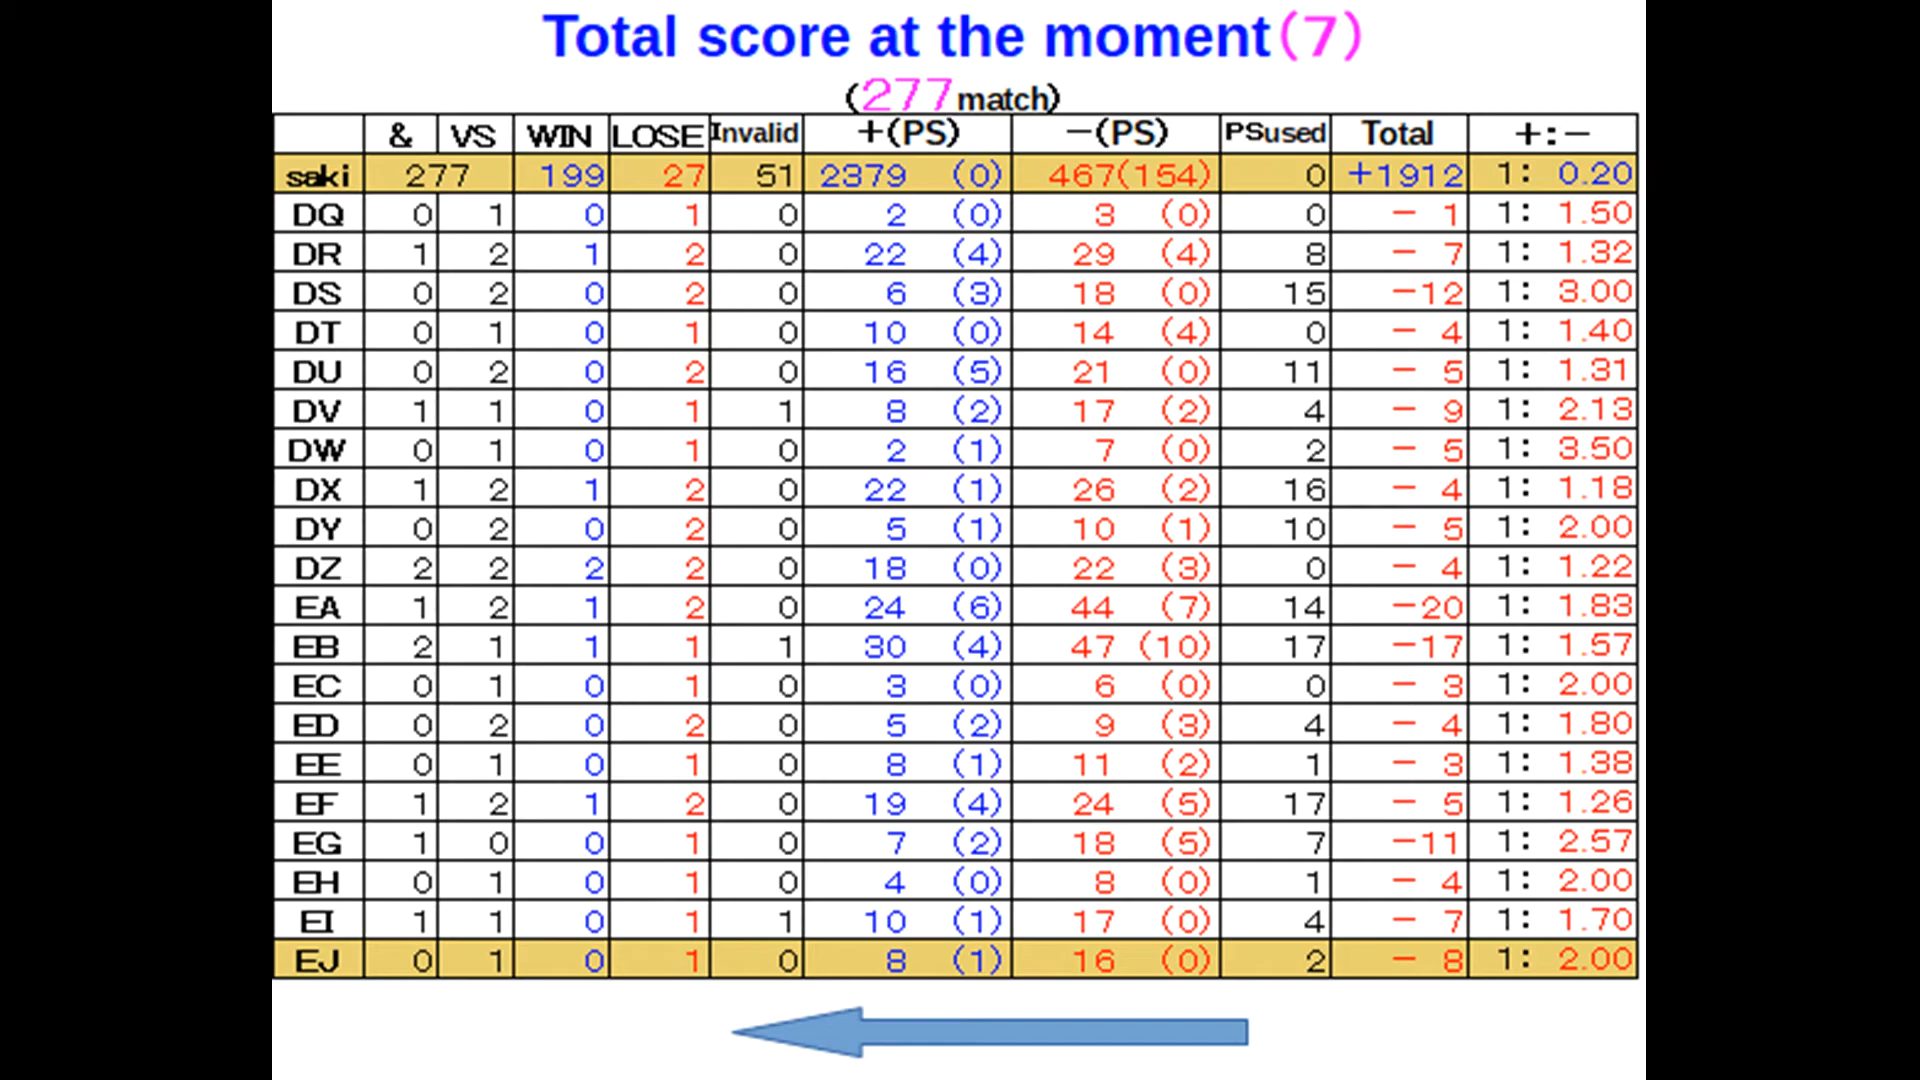 Total score at the moment(7)
(277match)
& VS WIN LOSE Invalid +(PS) −(PS) PSused Total +:−
saki 277 199 27 51 2379 (0) 467(154) 0 +1912 1: 0.20
DQ 0 1 0 1 0 2 (0) 3 (0) 0 − 1 1: 1.50
DR 1 2 1 2 0 22 (4) 29 (4) 8 − 7 1: 1.32
DS 0 2 0 2 0 6 (3) 18 (0) 15 −12 1: 3.00
DT 0 1 0 1 0 10 (0) 14 (4) 0 − 4 1: 1.40
DU 0 2 0 2 0 16 (5) 21 (0) 11 − 5 1: 1.31
DV 1 1 0 1 1 8 (2) 17 (2) 4 − 9 1: 2.13
DW 0 1 0 1 0 2 (1) 7 (0) 2 − 5 1: 3.50
DX 1 2 1 2 0 22 (1) 26 (2) 16 − 4 1: 1.18
DY 0 2 0 2 0 5 (1) 10 (1) 10 − 5 1: 2.00
DZ 2 2 2 2 0 18 (0) 22 (3) 0 − 4 1: 1.22
EA 1 2 1 2 0 24 (6) 44 (7) 14 −20 1: 1.83
EB 2 1 1 1 1 30 (4) 47 (10) 17 −17 1: 1.57
EC 0 1 0 1 0 3 (0) 6 (0) 0 − 3 1: 2.00
ED 0 2 0 2 0 5 (2) 9 (3) 4 − 4 1: 1.80
EE 0 1 0 1 0 8 (1) 11 (2) 1 − 3 1: 1.38
EF 1 2 1 2 0 19 (4) 24 (5) 17 − 5 1: 1.26
EG 1 0 0 1 0 7 (2) 18 (5) 7 −11 1: 2.57
EH 0 1 0 1 0 4 (0) 8 (0) 1 − 4 1: 2.00
EI 1 1 0 1 1 10 (1) 17 (0) 4 − 7 1: 1.70
EJ 0 1 0 1 0 8 (1) 16 (0) 2 − 8 1: 2.00